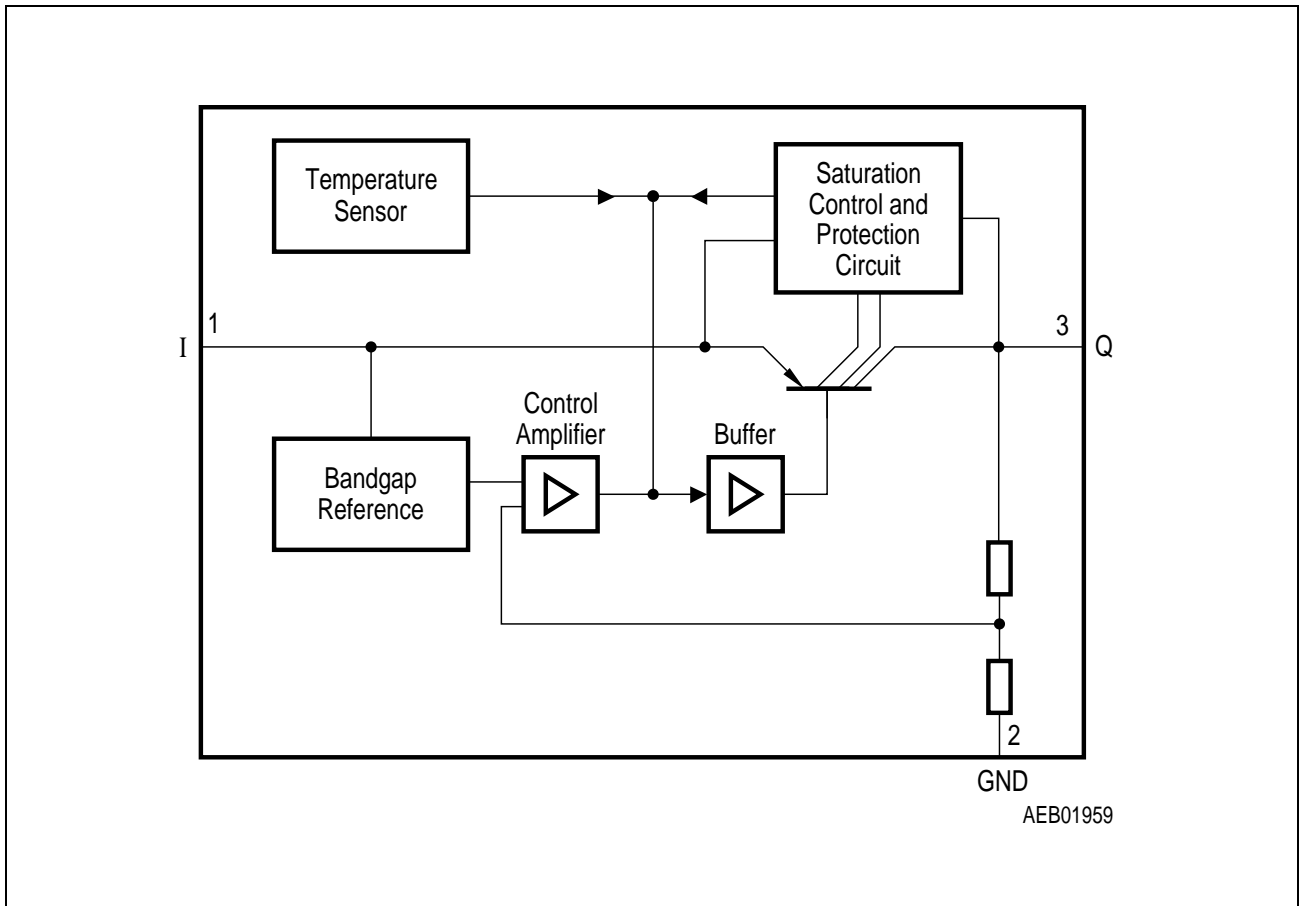 Temperature
Sensor
Saturation
Control and
Protection
Circuit
1
I
3
Q
Control
Amplifier
Buffer
Bandgap
Reference
2
GND
AEB01959